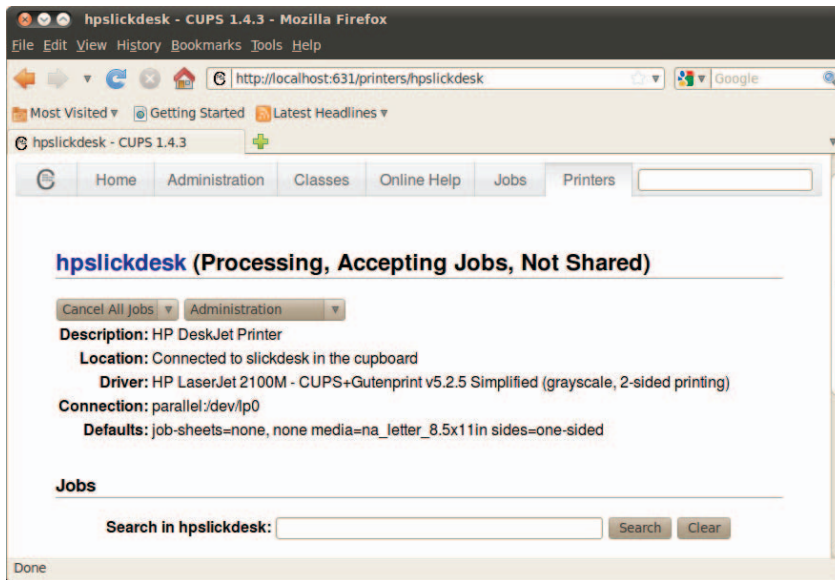 hpslickdesk - CUPS 1.4.3 - Mozilla Firefox
File Edit View History Bookmarks Tools Help
http://localhost:631/printers/hpslickdesk
Google
Most Visited Getting Started Latest Headlines
hpslickdesk - CUPS 1.4.3
Home Administration Classes Online Help Jobs Printers
hpslickdesk (Processing, Accepting Jobs, Not Shared)
Cancel All Jobs Administration
Description: HP DeskJet Printer
Location: Connected to slickdesk in the cupboard
Driver: HP LaserJet 2100M - CUPS+Gutenprint v5.2.5 Simplified (grayscale, 2-sided printing)
Connection: parallel:/dev/lp0
Defaults: job-sheets=none, none media=na_letter_8.5x11in sides=one-sided
Jobs
Search in hpslickdesk: Search Clear
Done